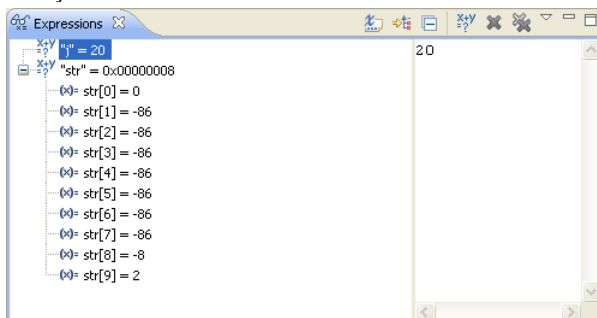 Expressions
"j" = 20
20
"str" = 0x00000008
(x)= str[0] = 0
(x)= str[1] = -86
(x)= str[2] = -86
(x)= str[3] = -86
(x)= str[4] = -86
(x)= str[5] = -86
(x)= str[6] = -86
(x)= str[7] = -86
(x)= str[8] = -8
(x)= str[9] = 2